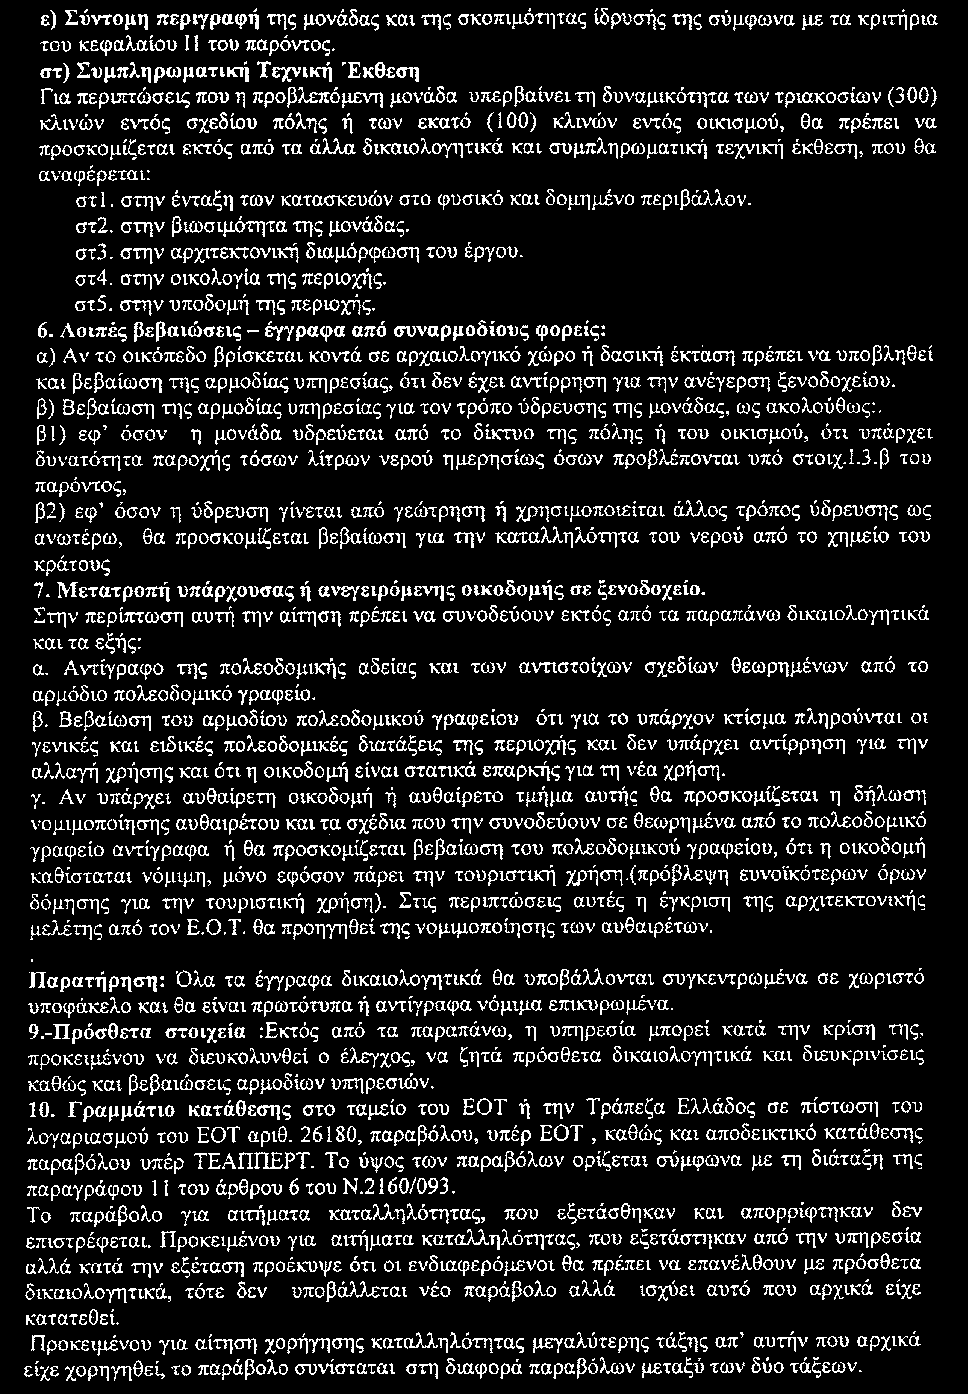 ε) Σύντομη περιγραφή της μονάδας και της σκοπιμότητας ίδρυσής της σύμφωνα με τα κριτήρια
του κεφαλαίου ΙΙ του παρόντος.
στ) Συμπληρωματική Τεχνική Έκθεση
Για περιπτώσεις που η προβλεπόμενη μονάδα υπερβαίνει τη δυναμικότητα των τριακοσίων (300)
κλινών εντός σχεδίου πόλης ή των εκατό (100) κλινών εντός οικισμού, θα πρέπει να
προσκομίζεται εκτός από τα άλλα δικαιολογητικά και συμπληρωματική τεχνική έκθεση, που θα
αναφέρεται:
στ1. στην ένταξη των κατασκευών στο φυσικό και δομημένο περιβάλλον.
στ2. στην βιωσιμότητα της μονάδας.
στ3. στην αρχιτεκτονική διαμόρφωση του έργου.
στ4. στην οικολογία της περιοχής.
στ5. στην υποδομή της περιοχής.
6. Λοιπές βεβαιώσεις – έγγραφα από συναρμοδίους φορείς:
α) Αν το οικόπεδο βρίσκεται κοντά σε αρχαιολογικό χώρο ή δασική έκταση πρέπει να υποβληθεί
και βεβαίωση της αρμοδίας υπηρεσίας, ότι δεν έχει αντίρρηση για την ανέγερση ξενοδοχείου.
β) Βεβαίωση της αρμοδίας υπηρεσίας για τον τρόπο ύδρευσης της μονάδας, ως ακολούθως:.
β1) εφ’ όσον η μονάδα υδρεύεται από το δίκτυο της πόλης ή του οικισμού, ότι υπάρχει
δυνατότητα παροχής τόσων λίτρων νερού ημερησίως όσων προβλέπονται υπό στοιχ.1.3.β του
παρόντος,
β2) εφ’ όσον η ύδρευση γίνεται από γεώτρηση ή χρησιμοποιείται άλλος τρόπος ύδρευσης ως
ανωτέρω, θα προσκομίζεται βεβαίωση για την καταλληλότητα του νερού από το χημείο του
κράτους
7. Μετατροπή υπάρχουσας ή ανεγειρόμενης οικοδομής σε ξενοδοχείο.
Στην περίπτωση αυτή την αίτηση πρέπει να συνοδεύουν εκτός από τα παραπάνω δικαιολογητικά
και τα εξής:
α. Αντίγραφο της πολεοδομικής αδείας και των αντιστοίχων σχεδίων θεωρημένων από το
αρμόδιο πολεοδομικό γραφείο.
β. Βεβαίωση του αρμοδίου πολεοδομικού γραφείου ότι για το υπάρχον κτίσμα πληρούνται οι
γενικές και ειδικές πολεοδομικές διατάξεις της περιοχής και δεν υπάρχει αντίρρηση για την
αλλαγή χρήσης και ότι η οικοδομή είναι στατικά επαρκής για τη νέα χρήση.
γ. Αν υπάρχει αυθαίρετη οικοδομή ή αυθαίρετο τμήμα αυτής θα προσκομίζεται η δήλωση
νομιμοποίησης αυθαιρέτου και τα σχέδια που την συνοδεύουν σε θεωρημένα από το πολεοδομικό
γραφείο αντίγραφα ή θα προσκομίζεται βεβαίωση του πολεοδομικού γραφείου, ότι η οικοδομή
καθίσταται νόμιμη, μόνο εφόσον πάρει την τουριστική χρήση.(πρόβλεψη ευνοϊκότερων όρων
δόμησης για την τουριστική χρήση). Στις περιπτώσεις αυτές η έγκριση της αρχιτεκτονικής
μελέτης από τον Ε.Ο.Τ. θα προηγηθεί της νομιμοποίησης των αυθαιρέτων.
.
Παρατήρηση: Όλα τα έγγραφα δικαιολογητικά θα υποβάλλονται συγκεντρωμένα σε χωριστό
υποφάκελο και θα είναι πρωτότυπα ή αντίγραφα νόμιμα επικυρωμένα.
9.-Πρόσθετα στοιχεία :Εκτός από τα παραπάνω, η υπηρεσία μπορεί κατά την κρίση της,
προκειμένου να διευκολυνθεί ο έλεγχος, να ζητά πρόσθετα δικαιολογητικά και διευκρινίσεις
καθώς και βεβαιώσεις αρμοδίων υπηρεσιών.
10. Γραμμάτιο κατάθεσης στο ταμείο του ΕΟΤ ή την Τράπεζα Ελλάδος σε πίστωση του
λογαριασμού του ΕΟΤ αριθ. 26180, παραβόλου, υπέρ ΕΟΤ , καθώς και αποδεικτικό κατάθεσης
παραβόλου υπέρ ΤΕΑΠΠΕΡΤ. Το ύψος των παραβόλων ορίζεται σύμφωνα με τη διάταξη της
παραγράφου 11 του άρθρου 6 του Ν.2160/093.
Το παράβολο για αιτήματα καταλληλότητας, που εξετάσθηκαν και απορρίφτηκαν δεν
επιστρέφεται. Προκειμένου για αιτήματα καταλληλότητας, που εξετάστηκαν από την υπηρεσία
αλλά κατά την εξέταση προέκυψε ότι οι ενδιαφερόμενοι θα πρέπει να επανέλθουν με πρόσθετα
δικαιολογητικά, τότε δεν υποβάλλεται νέο παράβολο αλλά ισχύει αυτό που αρχικά είχε
κατατεθεί.
Προκειμένου για αίτηση χορήγησης καταλληλότητας μεγαλύτερης τάξης απ’ αυτήν που αρχικά
είχε χορηγηθεί, το παράβολο συνίσταται στη διαφορά παραβόλων μεταξύ των δύο τάξεων.